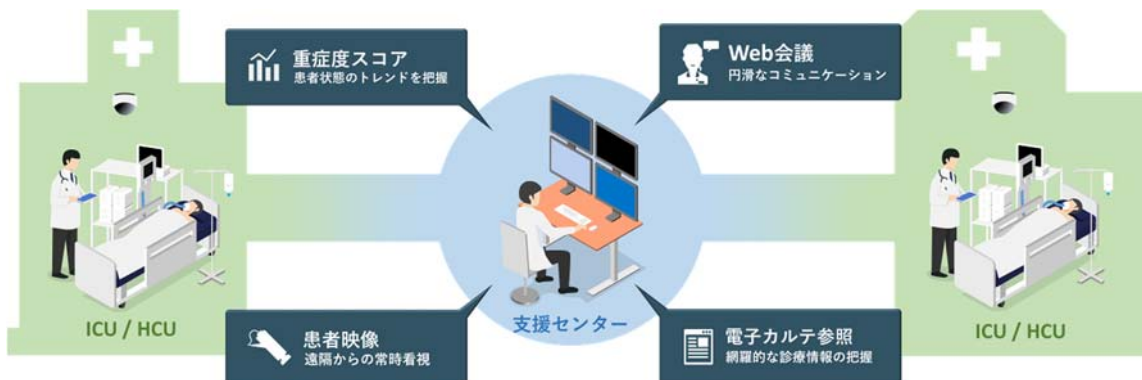 重症度スコア
患者状態のトレンドを把握
Web会議
円滑なコミュニケーション
ICU / HCU
患者映像
遠隔からの常時看視
支援センター
電子カルテ参照
網羅的な診療情報の把握
ICU / HCU